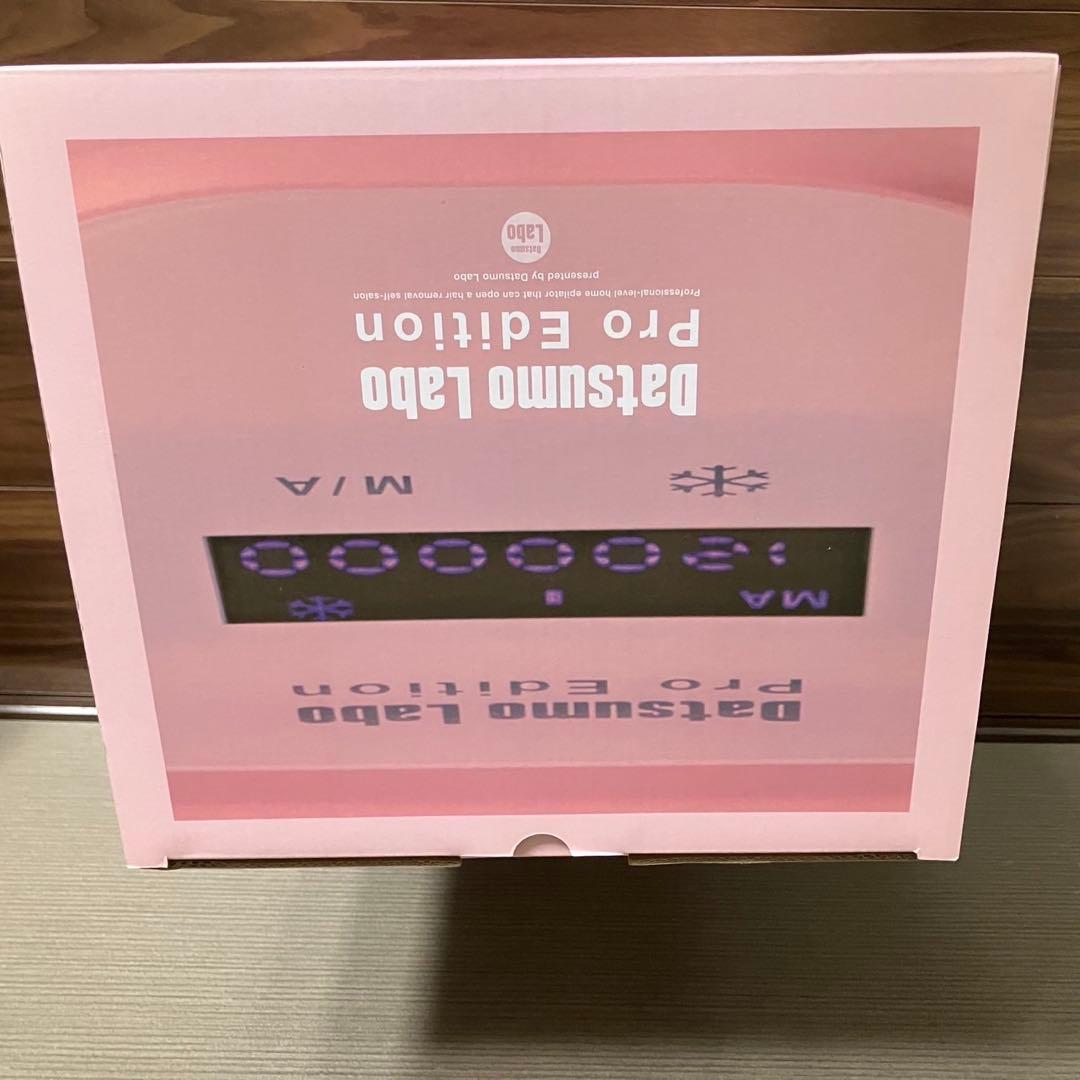 Datsumo Labo
Pro Edition
MA
1200000
M/A
Datsumo Labo
Pro Edition
Professional-level home epilator that can open a hair removal self-salon
presented by Datsumo Labo
Datsumo
Labo